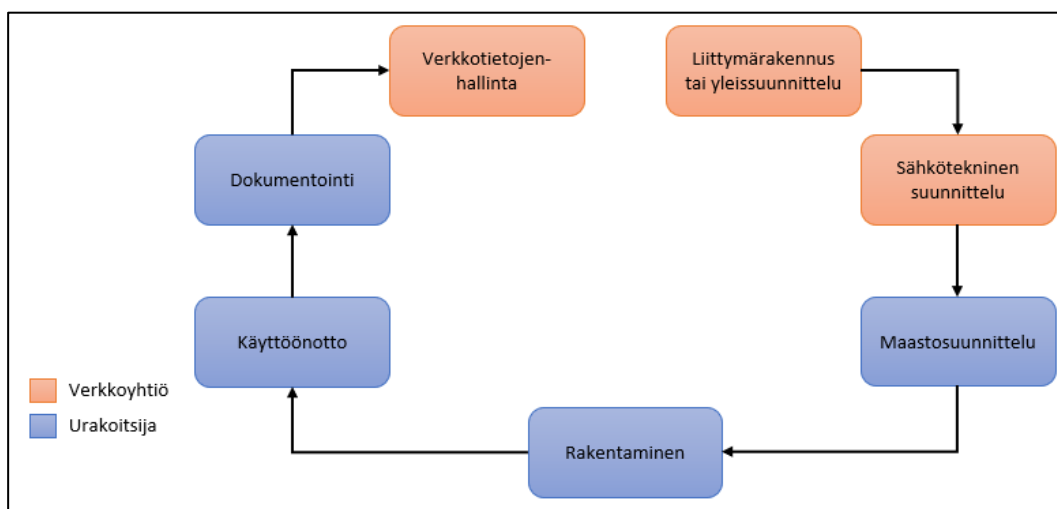 Verkkotietojen-
hallinta
Liittymärakennus
tai yleissuunnittelu
Dokumentointi
Sähkötekninen
suunnittelu
Käyttöönotto
Maastosuunnittelu
Verkkoyhtiö
Urakoitsija
Rakentaminen